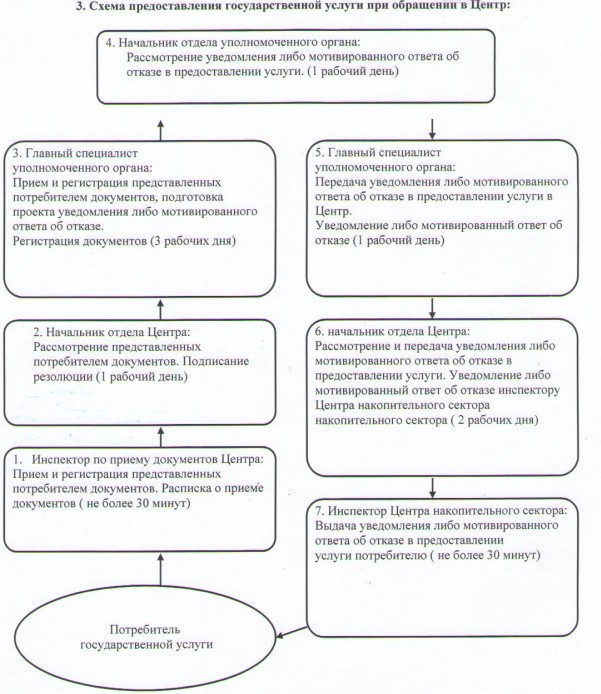 3. Схема предоставления государственной услуги при обращении в Центр:
4. Начальник отдела уполномоченного органа:
Рассмотрение уведомления либо мотивированного ответа об
отказе в предоставлении услуги. (1 рабочий день)
3. Главный специалист
уполномоченного органа:
Прием и регистрация представленных
потребителем документов, подготовка
проекта уведомления либо мотивированного
ответа об отказе.
Регистрация документов (3 рабочих дня)
5. Главный специалист
уполномоченного органа:
Передача уведомления либо мотивированного
ответа об отказе в предоставлении услуги в
Центр.
Уведомление либо мотивированный ответ об
отказе (1 рабочий день)
2. Начальник отдела Центра:
Рассмотрение представленных
потребителем документов. Подписание
резолюции (1 рабочий день)
6. начальник отдела Центра:
Рассмотрение и передача уведомления либо
мотивированного ответа об отказе в
предоставлении услуги. Уведомление либо
мотивированный ответ об отказе инспектору
Центра накопительного сектора
накопительного сектора ( 2 рабочих дня)
1. Инспектор по приему документов Центра:
Прием и регистрация представленных
потребителем документов. Расписка о приеме
документов ( не более 30 минут)
7. Инспектор Центра накопительного сектора:
Выдача уведомления либо мотивированного
ответа об отказе в предоставлении
услуги потребителю ( не более 30 минут)
Потребитель
государственной услуги